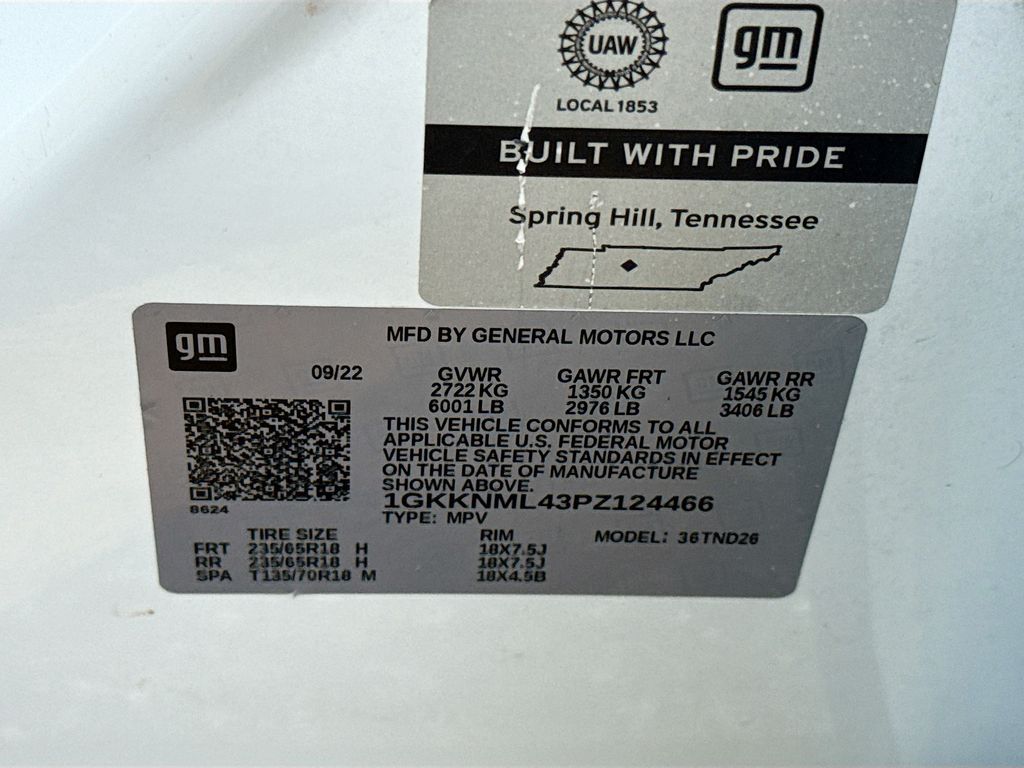 UAW
gm
LOCAL 1853
BUILT WITH PRIDE
Spring Hill, Tennessee
gm
MFD BY GENERAL MOTORS LLC
09/22
GVWR GAWR FRT GAWR RR
2722 KG 1350 KG 1545 KG
6001 LB 2976 LB 3406 LB
THIS VEHICLE CONFORMS TO ALL
APPLICABLE U.S. FEDERAL MOTOR
VEHICLE SAFETY STANDARDS IN EFFECT
ON THE DATE OF MANUFACTURE
SHOWN ABOVE.
1GKKNML43PZ124466
8624
TYPE: MPV
TIRE SIZE RIM MODEL: 36TND26
FRT 235/65R18 H 18X7.5J
RR 235/65R18 H 18X7.5J
SPA T135/70R18 M 18X4.5B